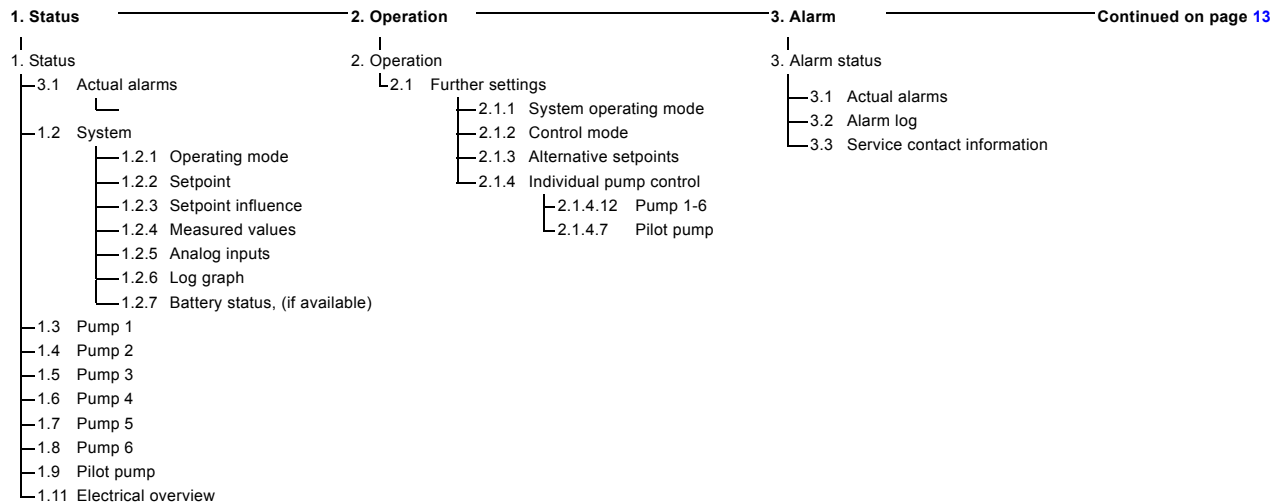 1. Status 2. Operation 3. Alarm Continued on page 13
1. Status
3.1 Actual alarms
1.2 System
1.2.1 Operating mode
1.2.2 Setpoint
1.2.3 Setpoint influence
1.2.4 Measured values
1.2.5 Analog inputs
1.2.6 Log graph
1.2.7 Battery status, (if available)
1.3 Pump 1
1.4 Pump 2
1.5 Pump 3
1.6 Pump 4
1.7 Pump 5
1.8 Pump 6
1.9 Pilot pump
1.11 Electrical overview
2. Operation
2.1 Further settings
2.1.1 System operating mode
2.1.2 Control mode
2.1.3 Alternative setpoints
2.1.4 Individual pump control
2.1.4.12 Pump 1-6
2.1.4.7 Pilot pump
3. Alarm status
3.1 Actual alarms
3.2 Alarm log
3.3 Service contact information